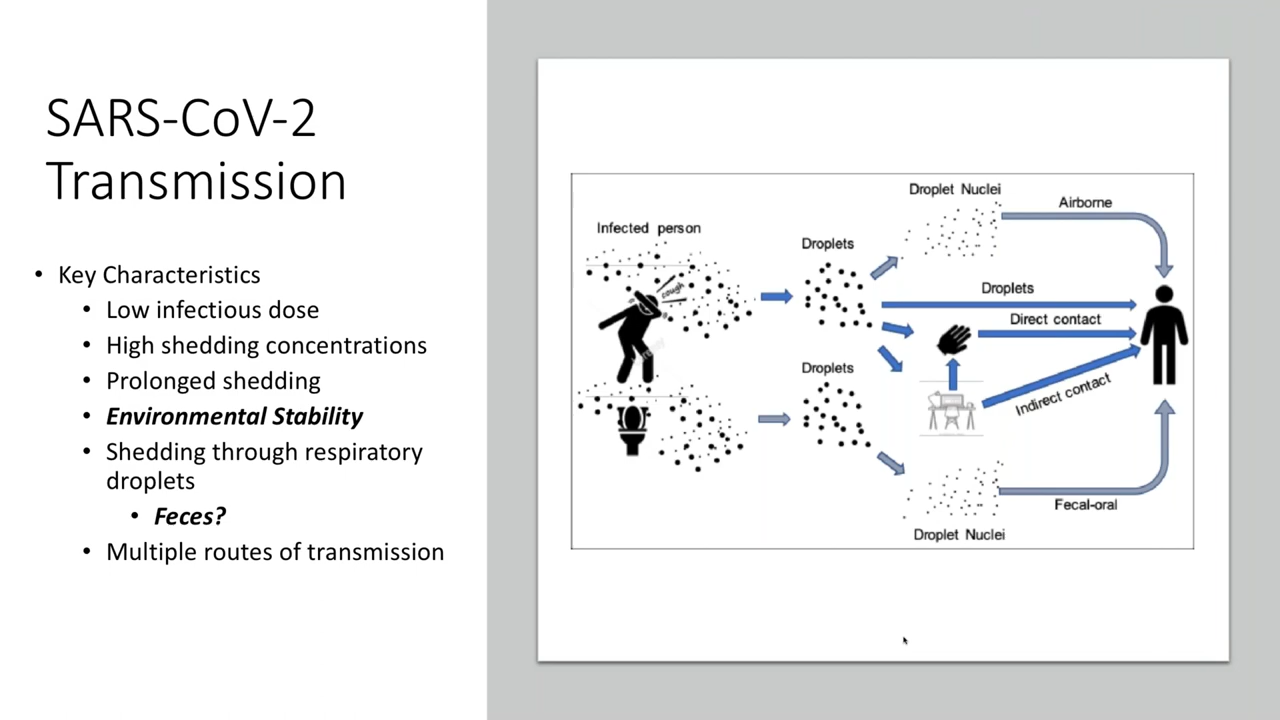 SARS-CoV-2
Transmission
• Key Characteristics
• Low infectious dose
• High shedding concentrations
• Prolonged shedding
• Environmental Stability
• Shedding through respiratory
droplets
• Feces?
• Multiple routes of transmission
Infected person
cough
Droplets
Droplet Nuclei
Airborne
Droplets
Direct contact
Indirect contact
Droplets
Fecal-oral
Droplet Nuclei